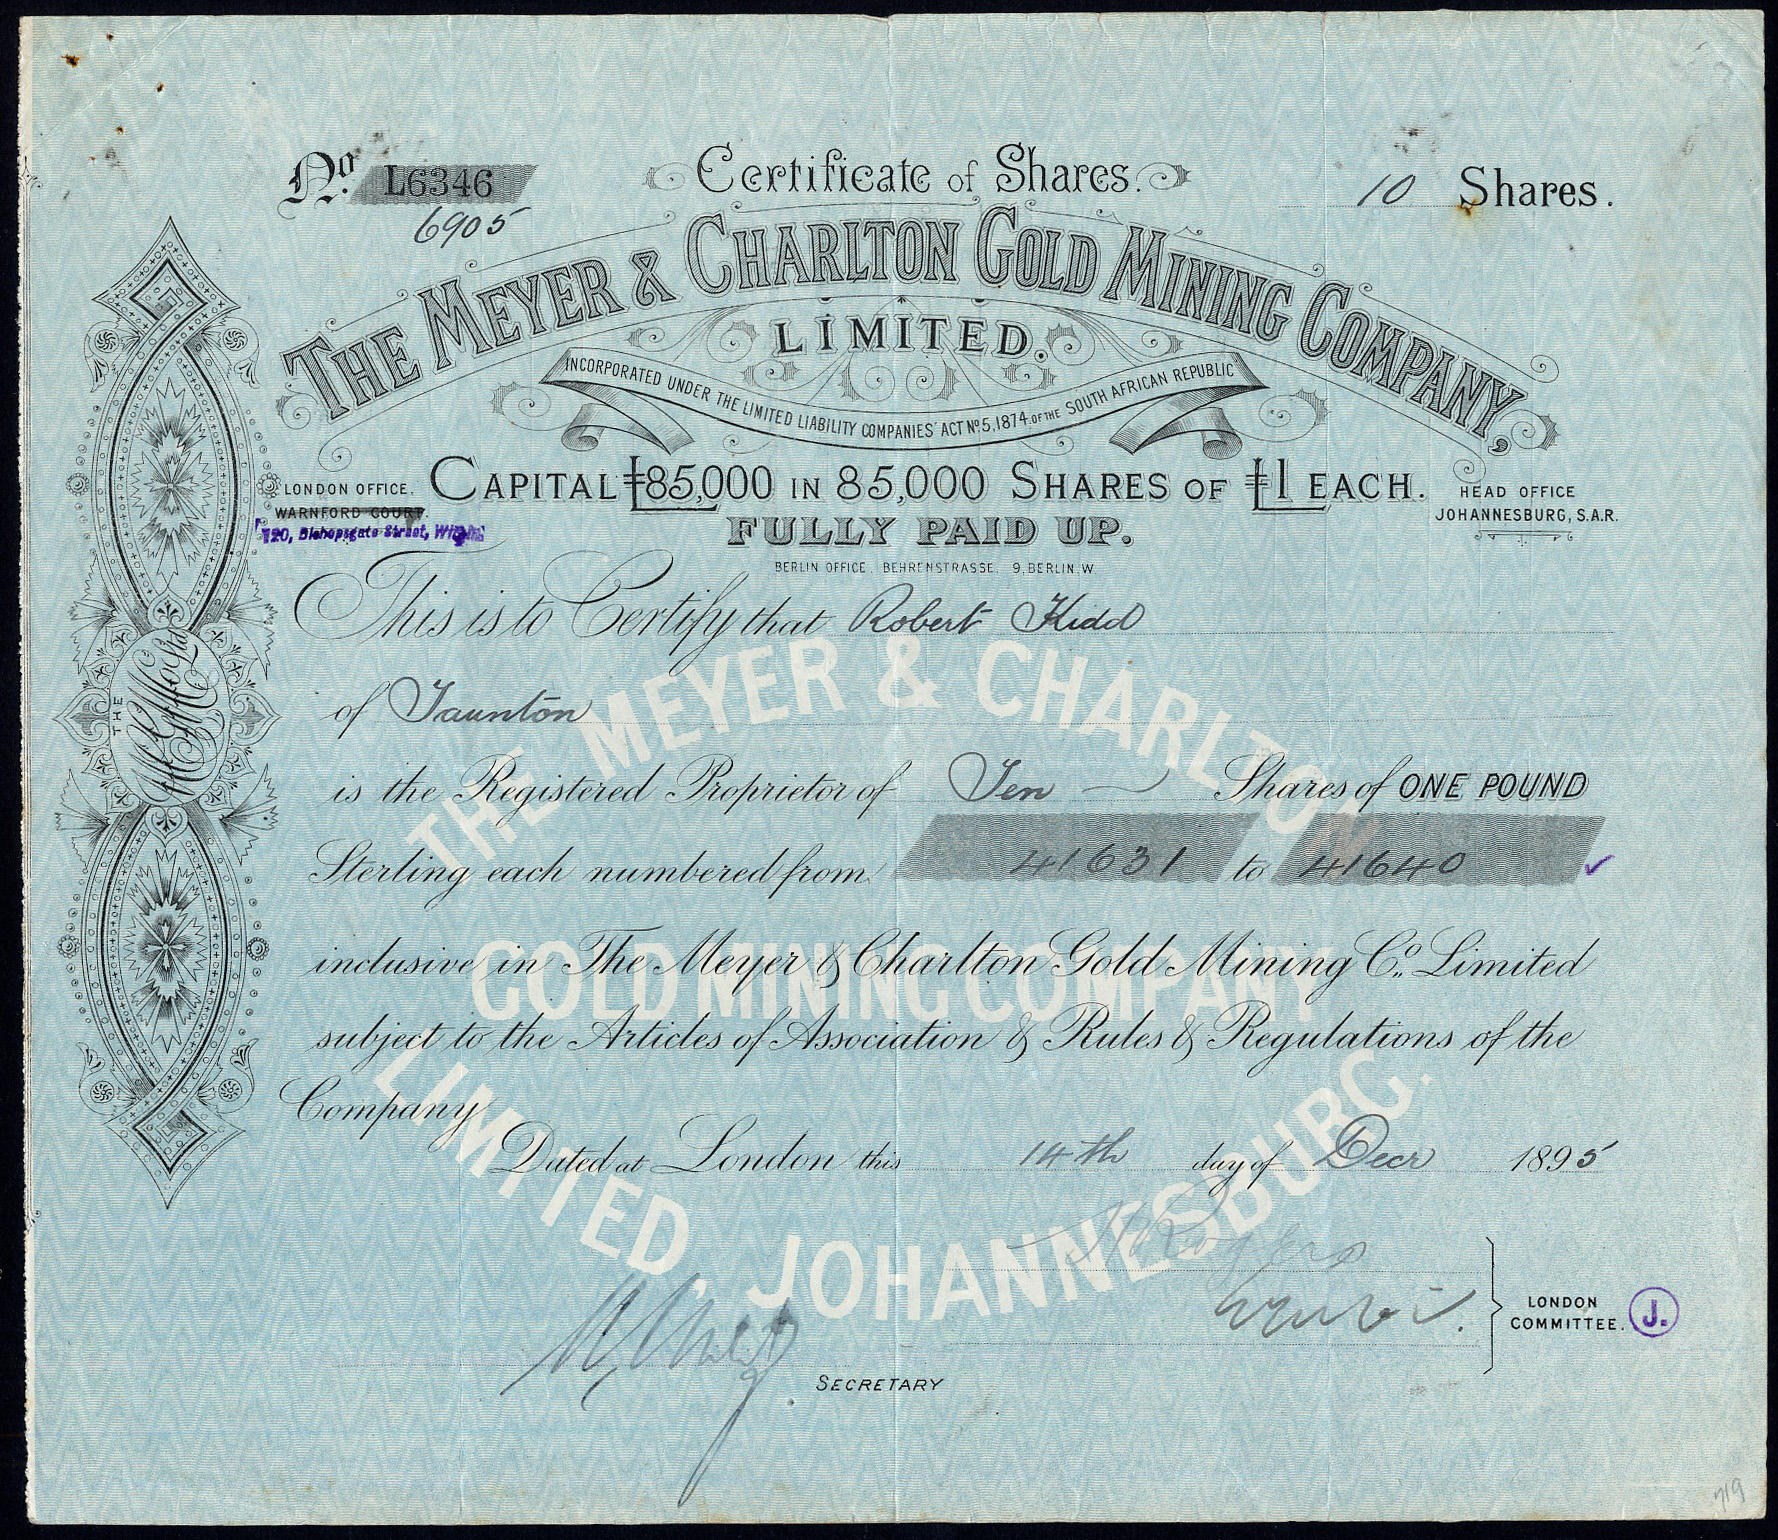 No. L6346
Certificate of Shares.
10 Shares.
6905
THE MEYER & CHARLTON GOLD MINING COMPANY,
LIMITED.
INCORPORATED UNDER THE LIMITED LIABILITY COMPANIES' ACT No 5, 1874. OF THE SOUTH AFRICAN REPUBLIC
LONDON OFFICE.
WARNFORD COURT.
120, Bishopsgate Street,
CAPITAL £85,000 IN 85,000 SHARES OF £1 EACH.
FULLY PAID UP.
HEAD OFFICE
JOHANNESBURG, S.A.R.
BERLIN OFFICE. BEHRENSTRASSE. 9, BERLIN. W
This is to Certify that Robert Kidd
of Taunton
is the Registered Proprietor of Ten Shares of ONE POUND
Sterling each numbered from 41631 to 41640
inclusive in The Meyer & Charlton Gold Mining Co. Limited
subject to the Articles of Association & Rules & Regulations of the
Company
Dated at London this 14th day of Decr 1895
SECRETARY
LONDON
COMMITTEE.
J.
THE
THE MEYER & CHARLTON
GOLD MINING COMPANY
LIMITED, JOHANNESBURG.
719